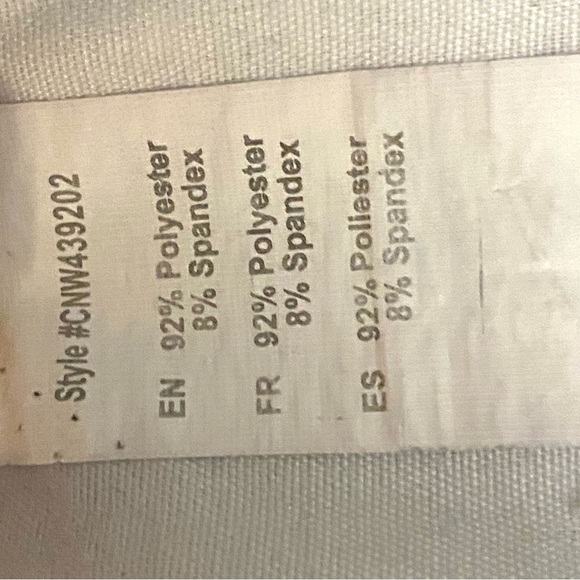 Style #CNW439202
EN 92% Polyester
8% Spandex
FR 92% Polyester
8% Spandex
ES 92% Poliester
8% Spandex